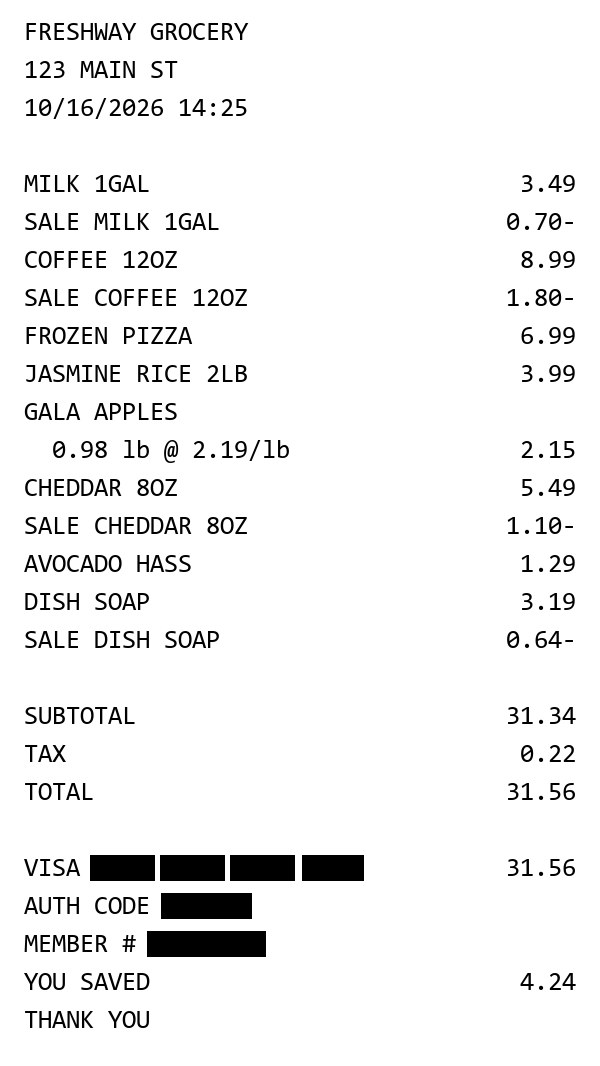 FRESHWAY GROCERY
123 MAIN ST
10/16/2026 14:25
MILK 1GAL 3.49
SALE MILK 1GAL 0.70-
COFFEE 12OZ 8.99
SALE COFFEE 12OZ 1.80-
FROZEN PIZZA 6.99
JASMINE RICE 2LB 3.99
GALA APPLES
0.98 lb @ 2.19/lb 2.15
CHEDDAR 8OZ 5.49
SALE CHEDDAR 8OZ 1.10-
AVOCADO HASS 1.29
DISH SOAP 3.19
SALE DISH SOAP 0.64-
SUBTOTAL 31.34
TAX 0.22
TOTAL 31.56
VISA 31.56
AUTH CODE
MEMBER #
YOU SAVED 4.24
THANK YOU